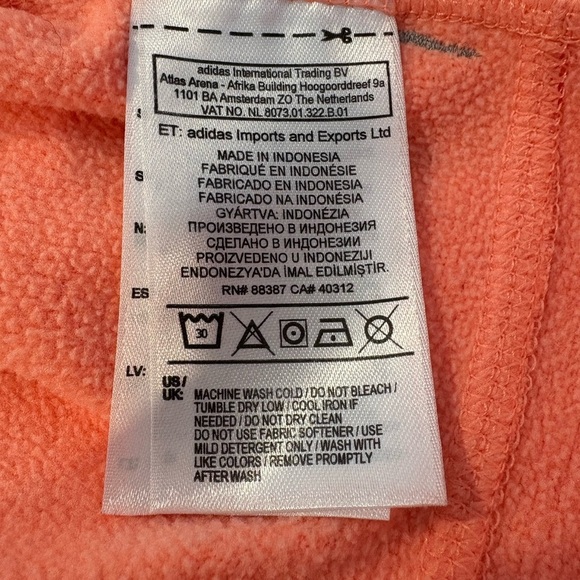 adidas International Trading BV
Atlas Arena - Afrika Building Hoogoorddreef 9a
1101 BA Amsterdam ZO The Netherlands
VAT NO. NL 8073.01.322.B.01
ET: adidas Imports and Exports Ltd
MADE IN INDONESIA
FABRIQUÉ EN INDONÉSIE
FABRICADO EN INDONESIA
FABRICADO NA INDONÉSIA
GYÁRTVA: INDONÉZIA
ПРОИЗВЕДЕНО В ИНДОНЕЗИЯ
СДЕЛАНО В ИНДОНЕЗИИ
PROIZVEDENO U INDONEZIJI
ENDONEZYA'DA İMAL EDİLMİŞTİR.
RN# 88387 CA# 40312
30
US/
UK:
MACHINE WASH COLD / DO NOT BLEACH /
TUMBLE DRY LOW / COOL IRON IF
NEEDED / DO NOT DRY CLEAN
DO NOT USE FABRIC SOFTENER / USE
MILD DETERGENT ONLY / WASH WITH
LIKE COLORS / REMOVE PROMPTLY
AFTER WASH
N:
ES
LV: